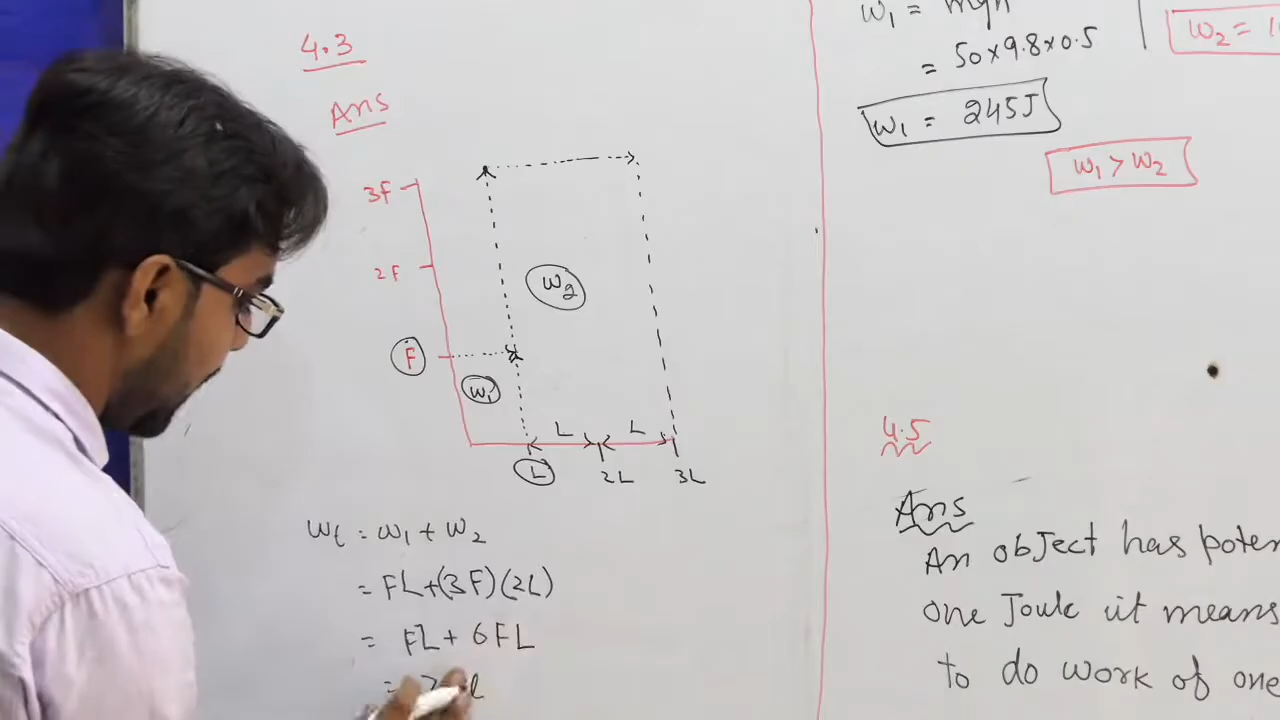 4.3
Ans
3F
2F
F
W2
W1
L
L
L
2L
3L
Wt = W1 + W2
= FL+(3F)(2L)
= FL+ 6FL
=
W1 =
= 50×9.8×0.5
W1 = 245J
W2 =
W1 > W2
4.5
Ans
An object has
one Joule it means
to do work of one